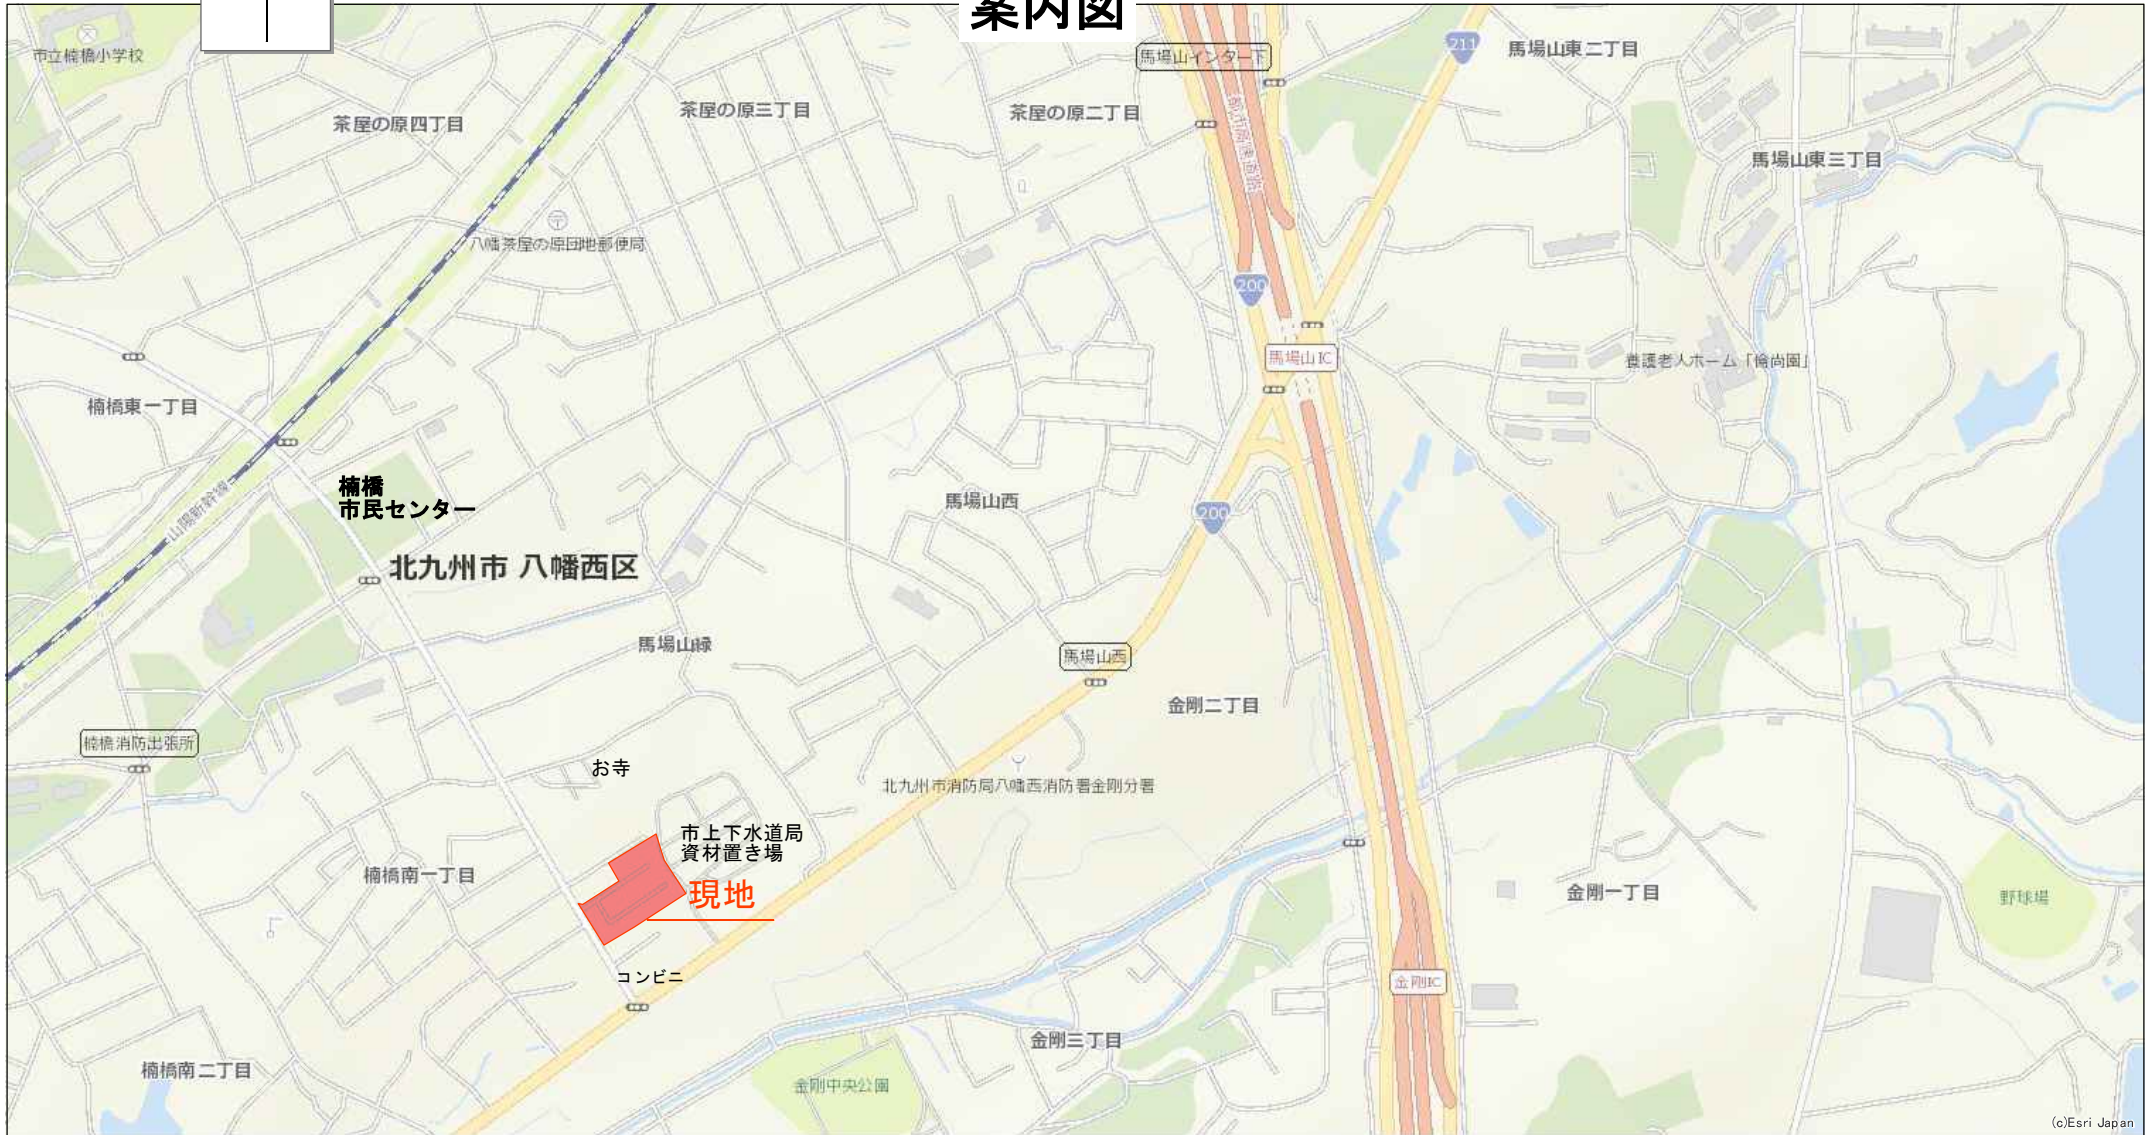 案内図
市立楠橋小学校
馬場山インター下
211
馬場山東二丁目
茶屋の原四丁目
茶屋の原三丁目
茶屋の原二丁目
馬場山東三丁目
八幡茶屋の原団地郵便局
200
馬場山IC
養護老人ホーム「倫尚園」
楠橋東一丁目
楠橋
市民センター
山陽新幹線
馬場山西
200
北九州市 八幡西区
馬場山緑
馬場山西
金剛二丁目
楠橋消防出張所
お寺
北九州市消防局八幡西消防署金剛分署
市上下水道局
資材置き場
現地
楠橋南一丁目
金剛一丁目
野球場
コンビニ
金剛IC
金剛三丁目
楠橋南二丁目
金剛中央公園
(c)Esri Japan